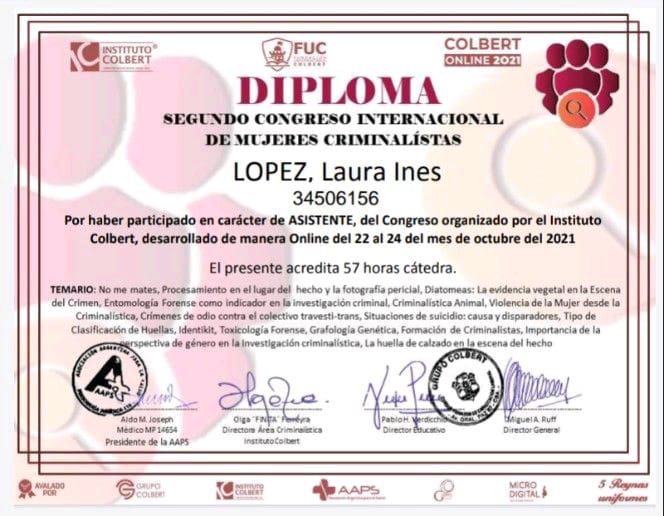 INSTITUTO COLBERT
FUC
COLBERT
COLBERT
ONLINE 2021
DIPLOMA
SEGUNDO CONGRESO INTERNACIONAL
DE MUJERES CRIMINALÍSTAS
LOPEZ, Laura Ines
34506156
Por haber participado en carácter de ASISTENTE, del Congreso organizado por el Instituto
Colbert, desarrollado de manera Online del 22 al 24 del mes de octubre del 2021
El presente acredita 57 horas cátedra.
TEMARIO: No me mates, Procesamiento en el lugar del hecho y la fotografía pericial, Diatomeas: La evidencia vegetal en la Escena
del Crimen, Entomología Forense como indicador en la investigación criminal, Criminalística Animal, Violencia de la Mujer desde la
Criminalística, Crímenes de odio contra el colectivo travesti-trans, Situaciones de suicidio: causa y disparadores, Tipo de
Clasificación de Huellas, Identikit, Toxicología Forense, Grafología Genética, Formación de Criminalistas, Importancia de la
perspectiva de género en la Investigación criminalística, La huella de calzado en la escena del hecho
AAPS
GRUPO COLBERT
Aldo M. Joseph
Médico MP 14654
Presidente de la AAPS
Olga "FINITA" Ferreyra
Directora Área Criminalística
Instituto Colbert
Pablo H. Verdicchio
Director Educativo
Miguel A. Ruff
Director General
AVALADO POR
GRUPO COLBERT
INSTITUTO COLBERT
AAPS
MICRO DIGITAL
5 Reynas
uniformes